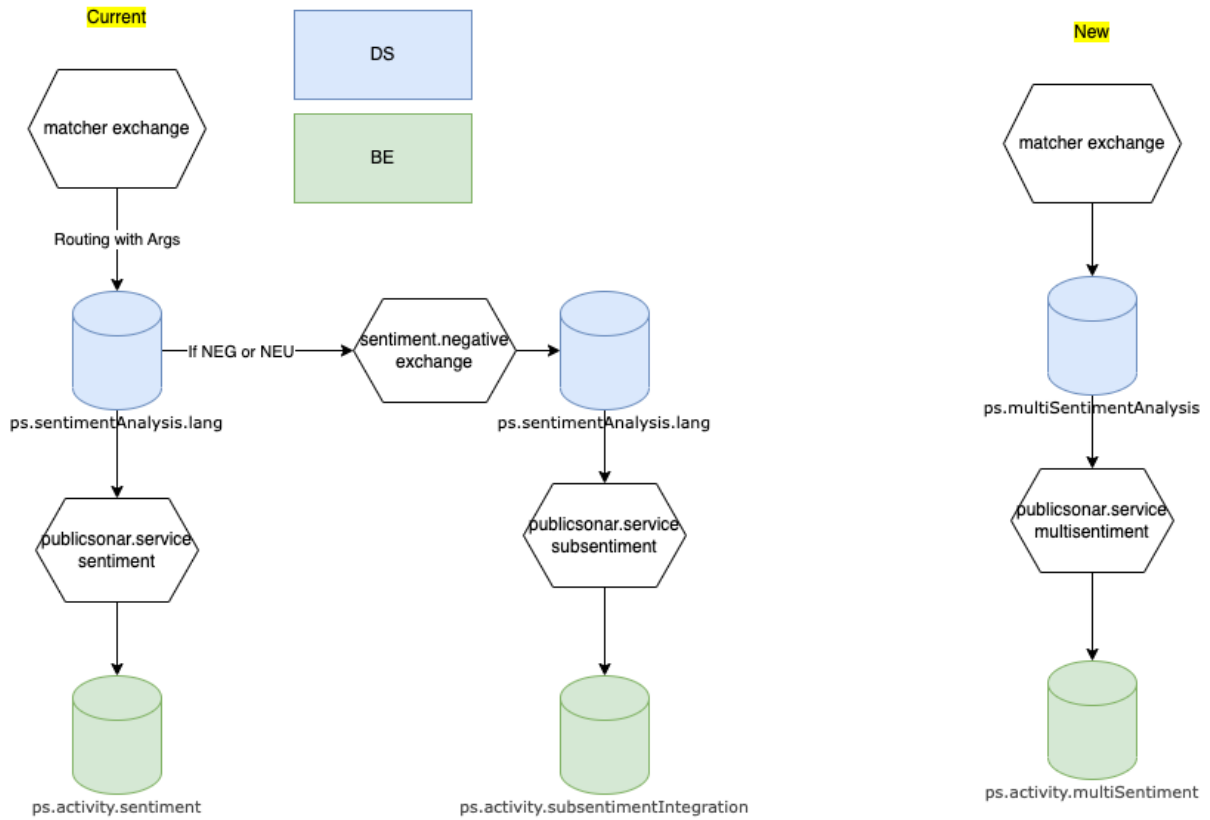 Current
DS
New
matcher exchange
matcher exchange
BE
Routing with Args
If NEG or NEU
sentiment.negative
exchange
ps.sentimentAnalysis.lang
ps.sentimentAnalysis.lang
ps.multiSentimentAnalysis
publicsonar.service
sentiment
publicsonar.service
subsentiment
publicsonar.service
multisentiment
ps.activity.sentiment
ps.activity.subsentimentIntegration
ps.activity.multiSentiment